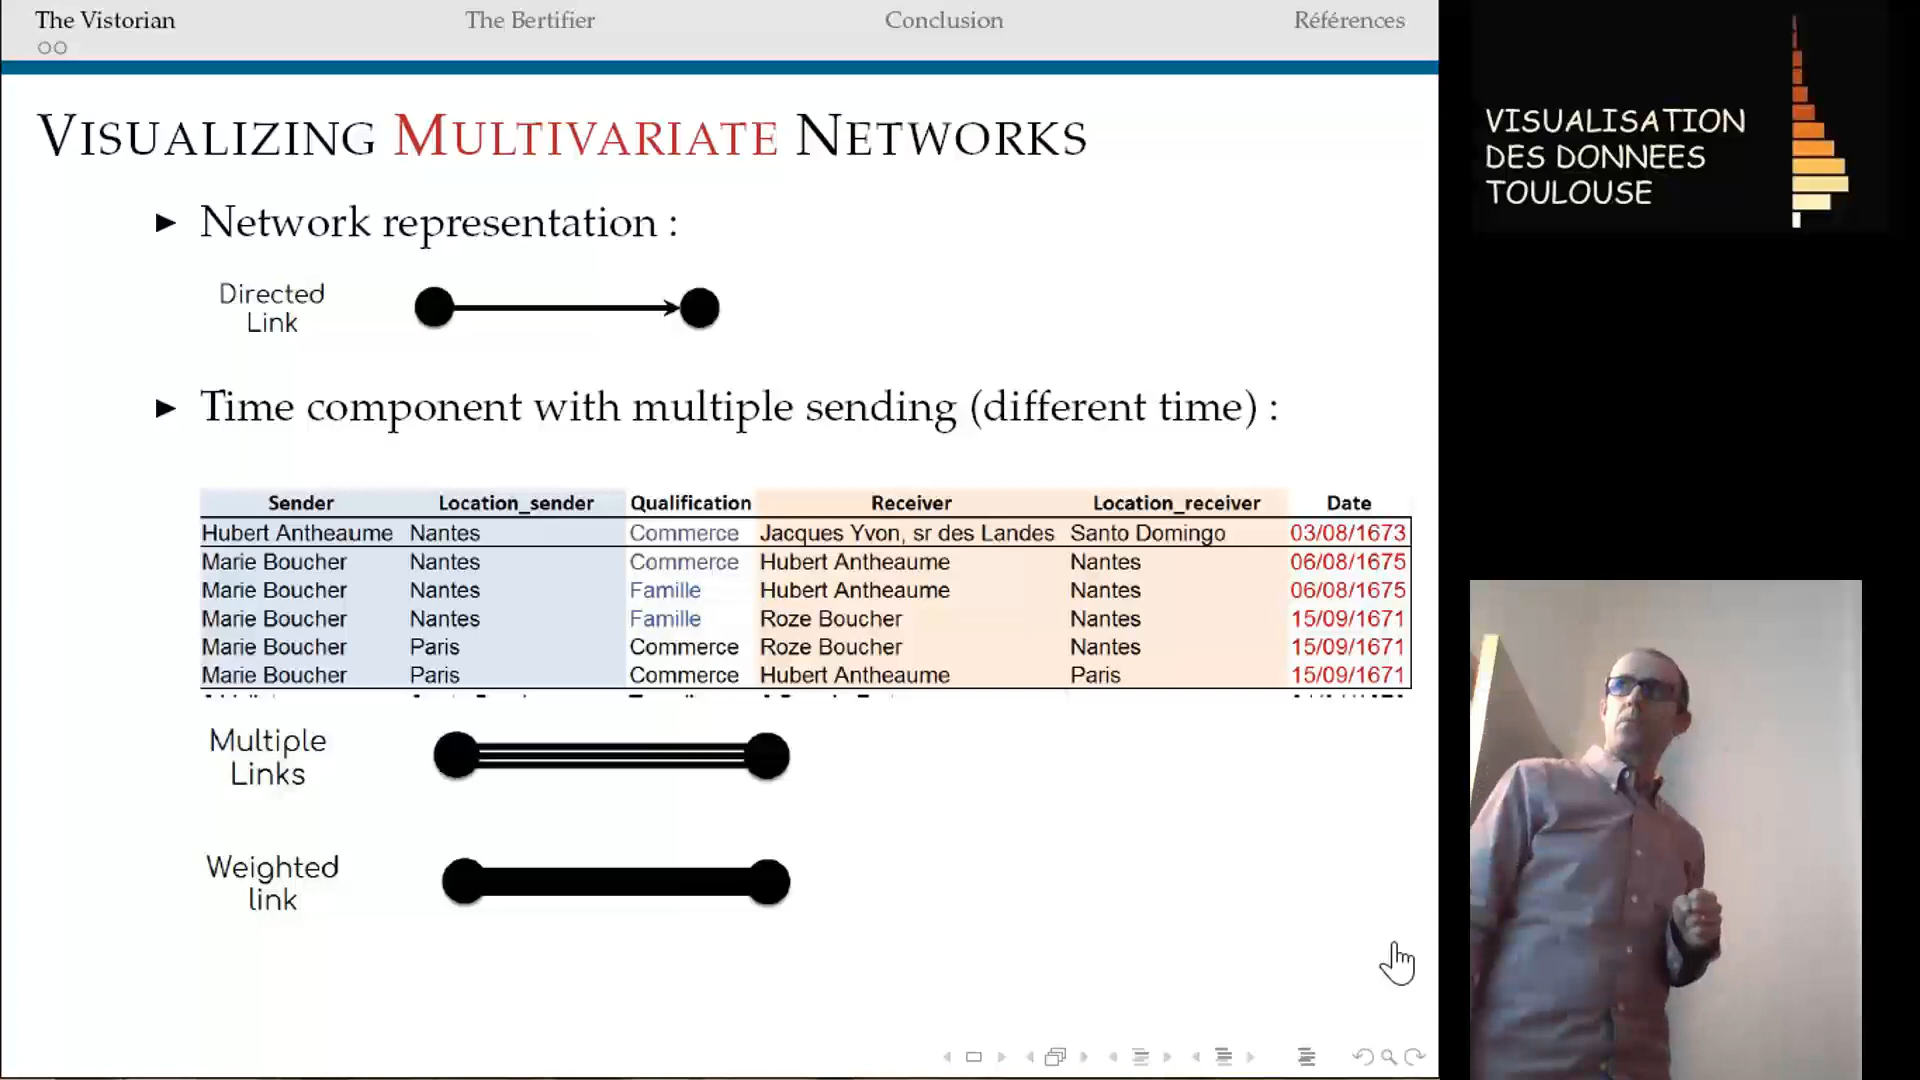 The Vistorian The Bertifier Conclusion Références
VISUALIZING MULTIVARIATE NETWORKS
Network representation :
Directed
Link
Time component with multiple sending (different time) :
Sender Location_sender Qualification Receiver Location_receiver Date
Hubert Antheaume Nantes Commerce Jacques Yvon, sr des Landes Santo Domingo 03/08/1673
Marie Boucher Nantes Commerce Hubert Antheaume Nantes 06/08/1675
Marie Boucher Nantes Famille Hubert Antheaume Nantes 06/08/1675
Marie Boucher Nantes Famille Roze Boucher Nantes 15/09/1671
Marie Boucher Paris Commerce Roze Boucher Nantes 15/09/1671
Marie Boucher Paris Commerce Hubert Antheaume Paris 15/09/1671
Multiple
Links
Weighted
link
VISUALISATION
DES DONNEES
TOULOUSE